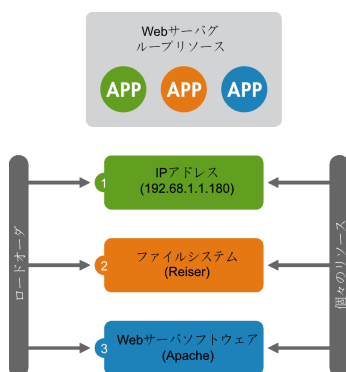 Webサーバグ
ループリソース
APP APP APP
IPアドレス
(192.68.1.1.180)
1
ファイルシステム
(Reiser)
2
Webサーバソフトウェア
(Apache)
3
ロードオーダ
個々のリソース